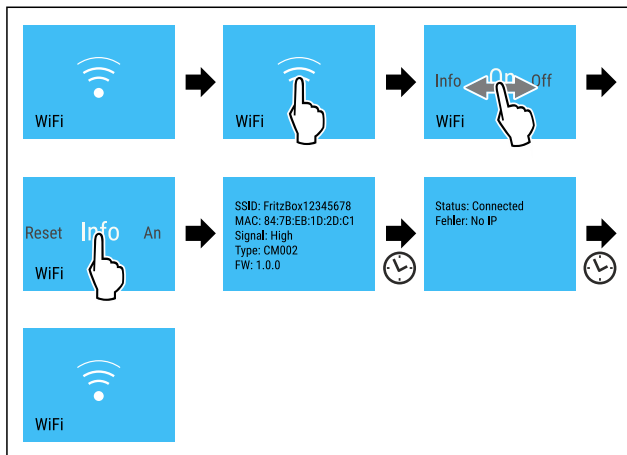 WiFi
WiFi
Info On Off
WiFi
Reset Info An
WiFi
SSID: FritzBox12345678
MAC: 84:7B:EB:1D:2D:C1
Signal: High
Type: CM002
FW: 1.0.0
Status: Connected
Fehler: No IP
WiFi